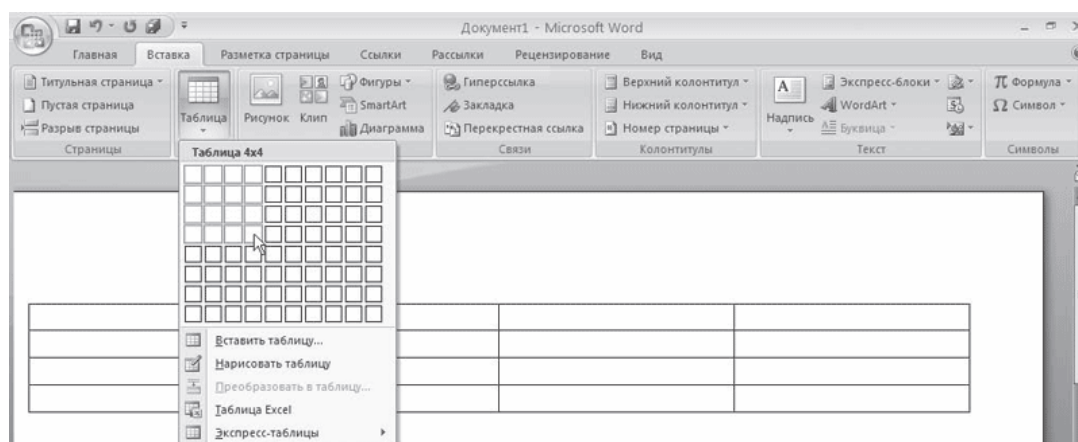 Документ1 - Microsoft Word
Главная Вставка Разметка страницы Ссылки Рассылки Рецензирование Вид
Титульная страница
Пустая страница
Разрыв страницы
Страницы
Таблица
Рисунок
Клип
Фигуры
SmartArt
Диаграмма
Гиперссылка
Закладка
Перекрестная ссылка
Связи
Верхний колонтитул
Нижний колонтитул
Номер страницы
Колонтитулы
Надпись
Экспресс-блоки
WordArt
Буквица
Текст
π Формула
Ω Символ
Символы
Таблица 4x4
Вставить таблицу...
Нарисовать таблицу
Преобразовать в таблицу...
Таблица Excel
Экспресс-таблицы